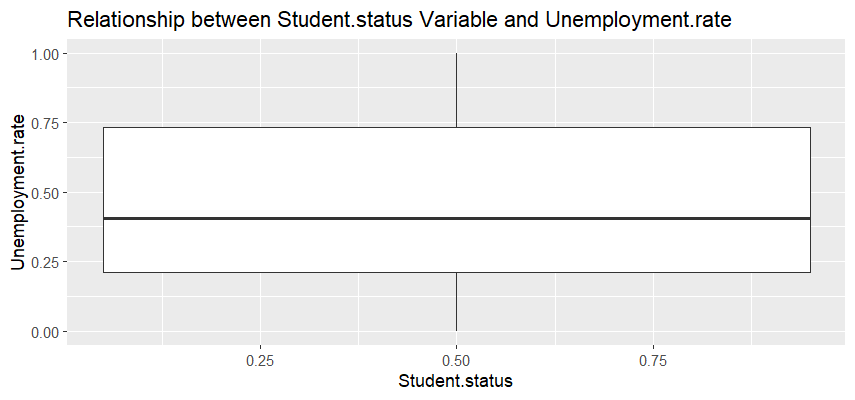 Relationship between Student.status Variable and Unemployment.rate
Unemployment.rate
1.00
0.75
0.50
0.25
0.00
0.25
0.50
0.75
Student.status